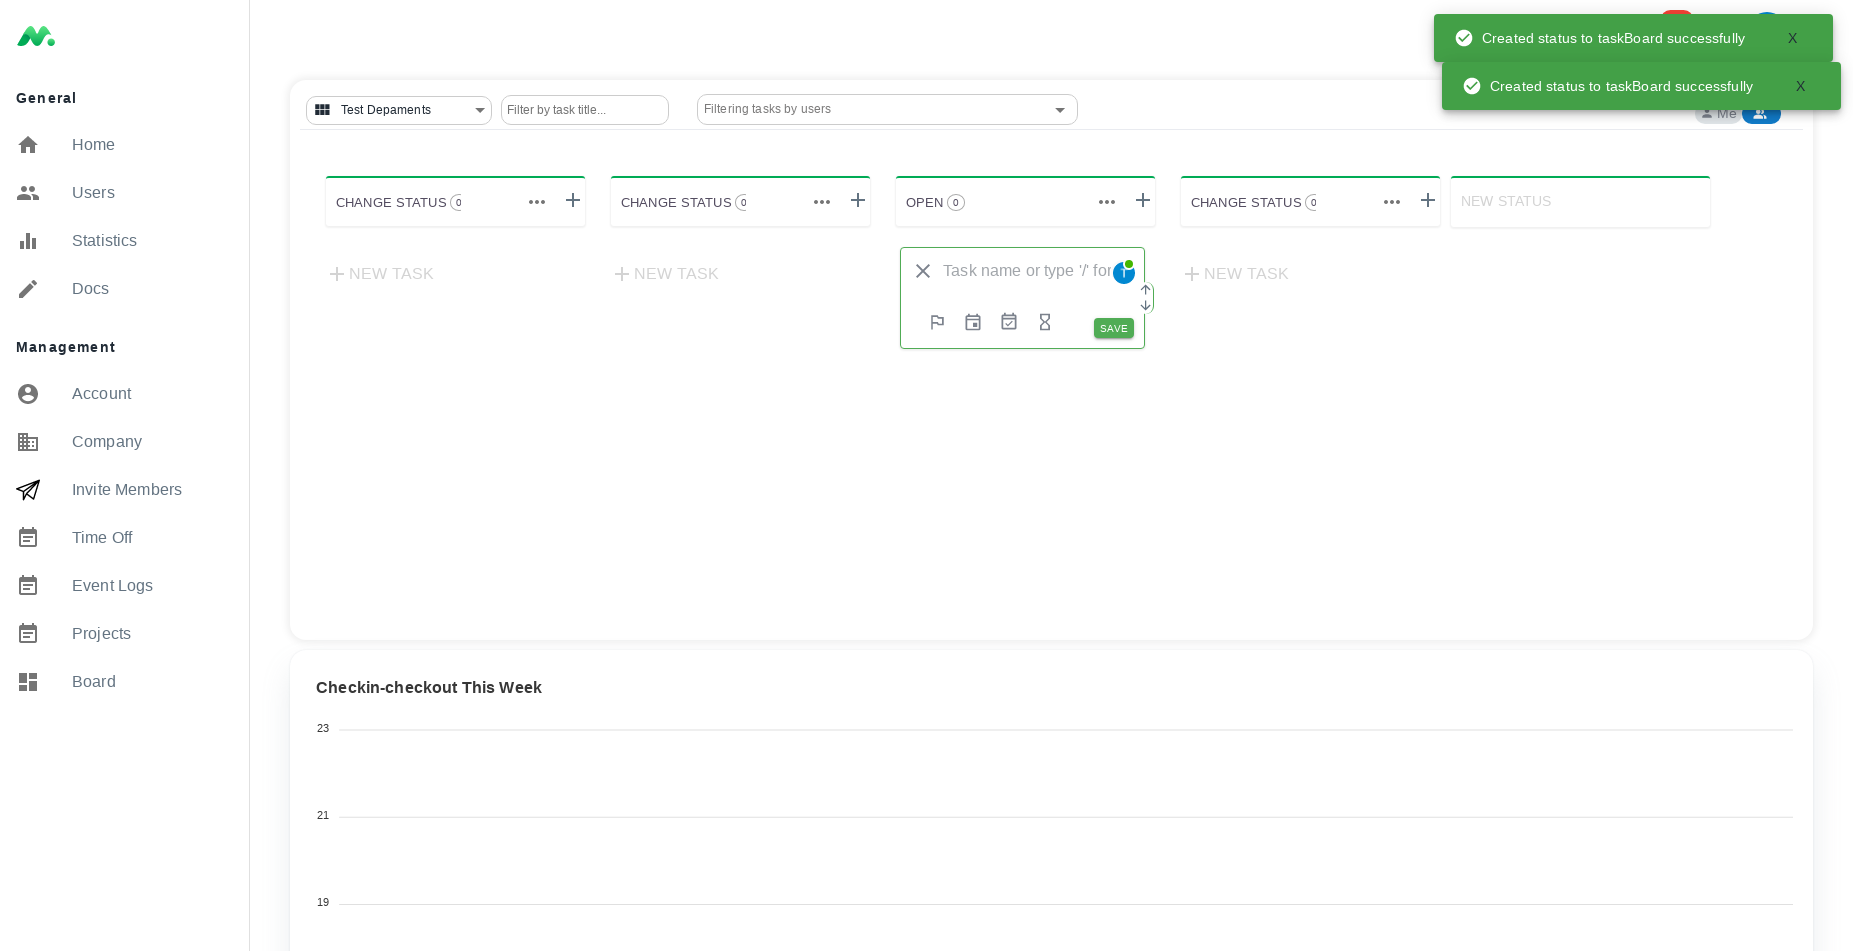 Created status to taskBoard successfully X
Created status to taskBoard successfully X
General
Home
Users
Statistics
Docs
Management
Account
Company
Invite Members
Time Off
Event Logs
Projects
Board
Test Depaments
Filter by task title...
Filtering tasks by users
Me
CHANGE STATUS 0
CHANGE STATUS 0
OPEN 0
CHANGE STATUS 0
NEW STATUS
NEW TASK
NEW TASK
Task name or type '/' for
SAVE
NEW TASK
Checkin-checkout This Week
23
21
19